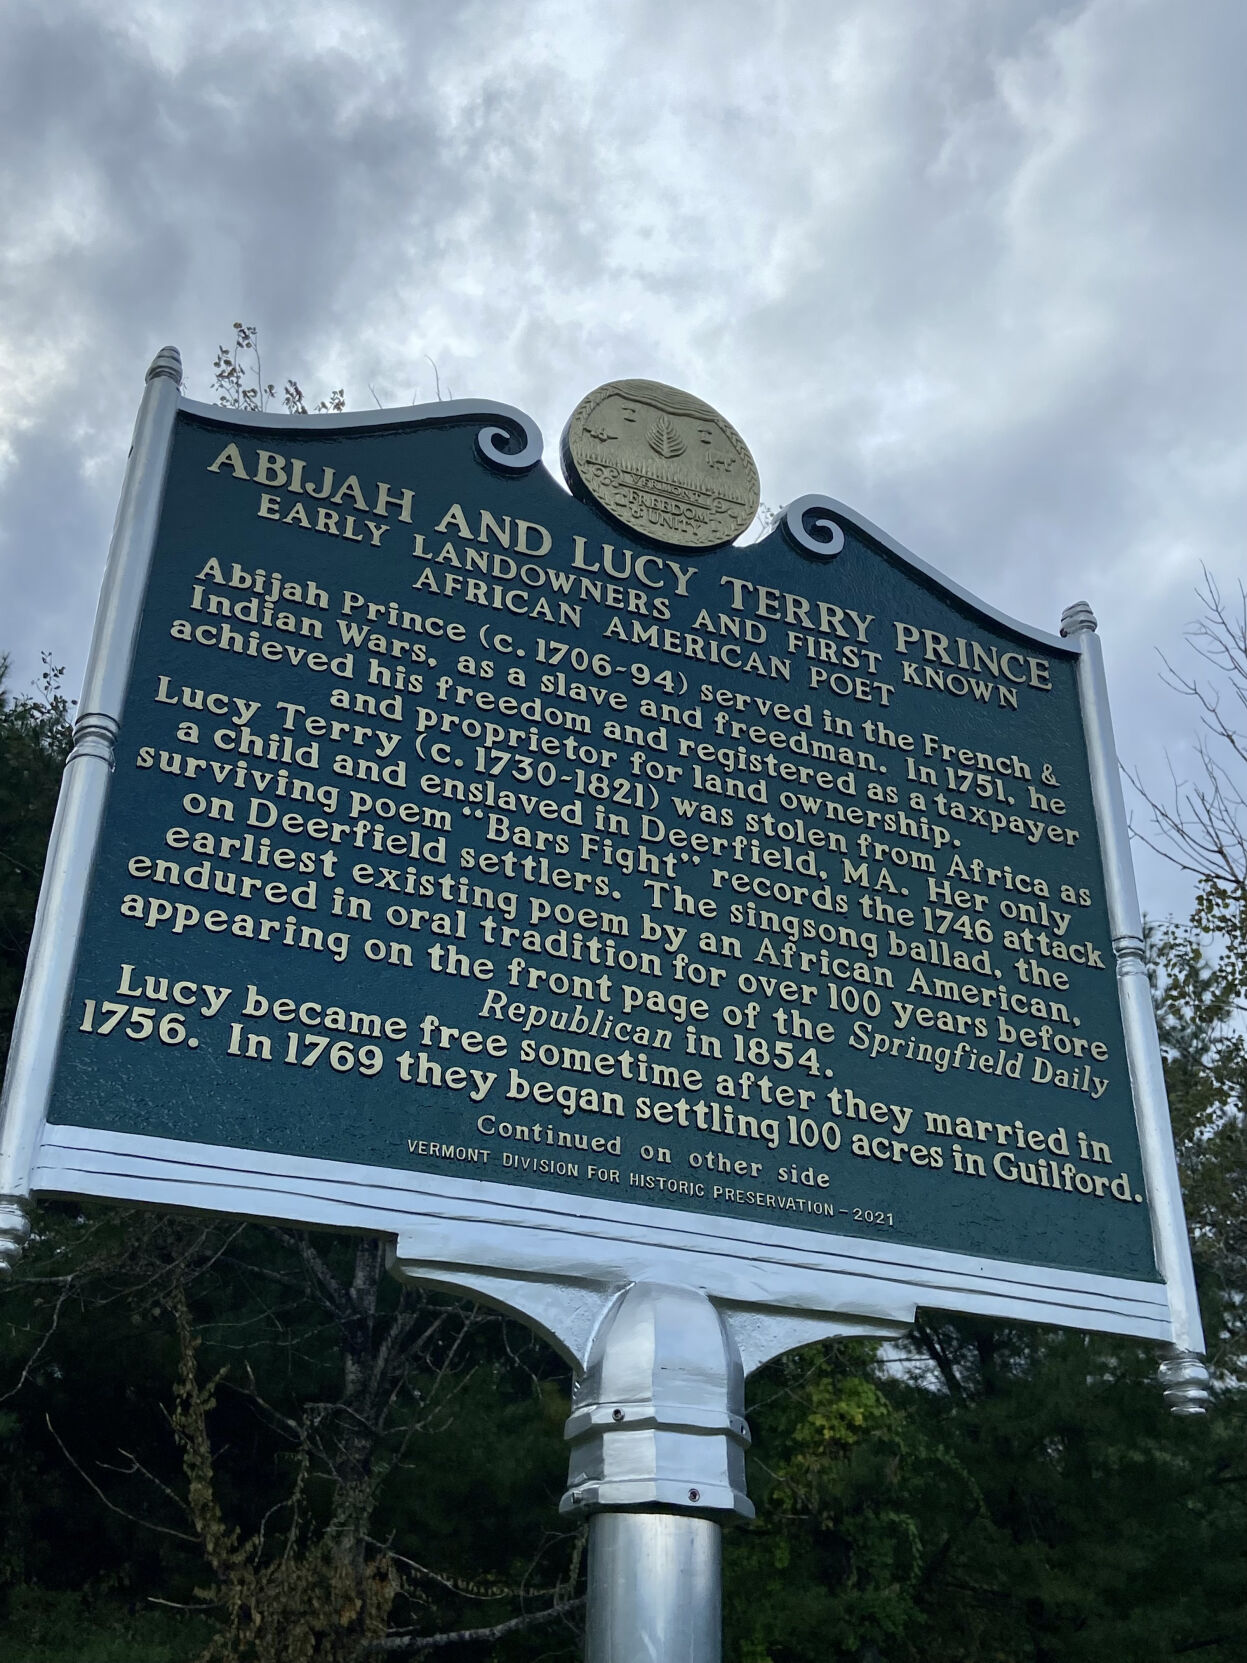 VERMONT
FREEDOM
& UNITY
ABIJAH AND LUCY TERRY PRINCE
EARLY LANDOWNERS AND FIRST KNOWN
AFRICAN AMERICAN POET
Abijah Prince (c. 1706-94) served in the French &
Indian Wars, as a slave and freedman. In 1751, he
achieved his freedom and registered as a taxpayer
and proprietor for land ownership.
Lucy Terry (c. 1730-1821) was stolen from Africa as
a child and enslaved in Deerfield, MA. Her only
surviving poem “Bars Fight” records the 1746 attack
on Deerfield settlers. The singsong ballad, the
earliest existing poem by an African American,
endured in oral tradition for over 100 years before
appearing on the front page of the Springfield Daily
Republican in 1854.
Lucy became free sometime after they married in
1756. In 1769 they began settling 100 acres in Guilford.
Continued on other side
VERMONT DIVISION FOR HISTORIC PRESERVATION – 2021